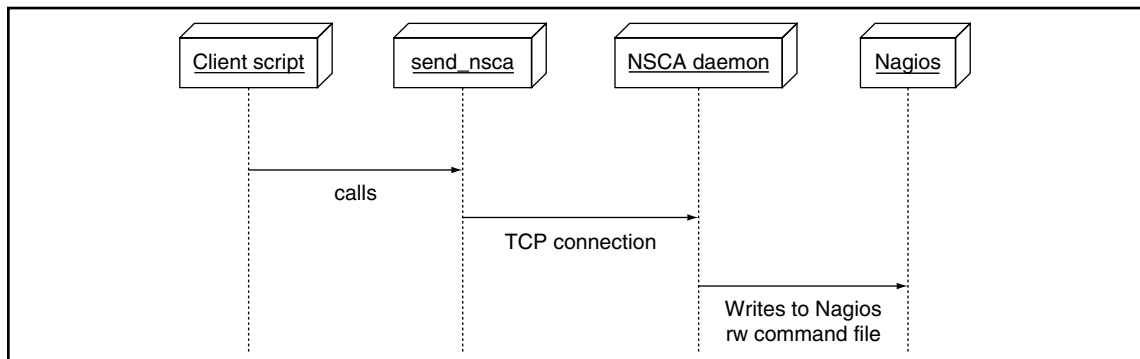 Client script
send_nsca
NSCA daemon
Nagios
calls
TCP connection
Writes to Nagios
rw command file